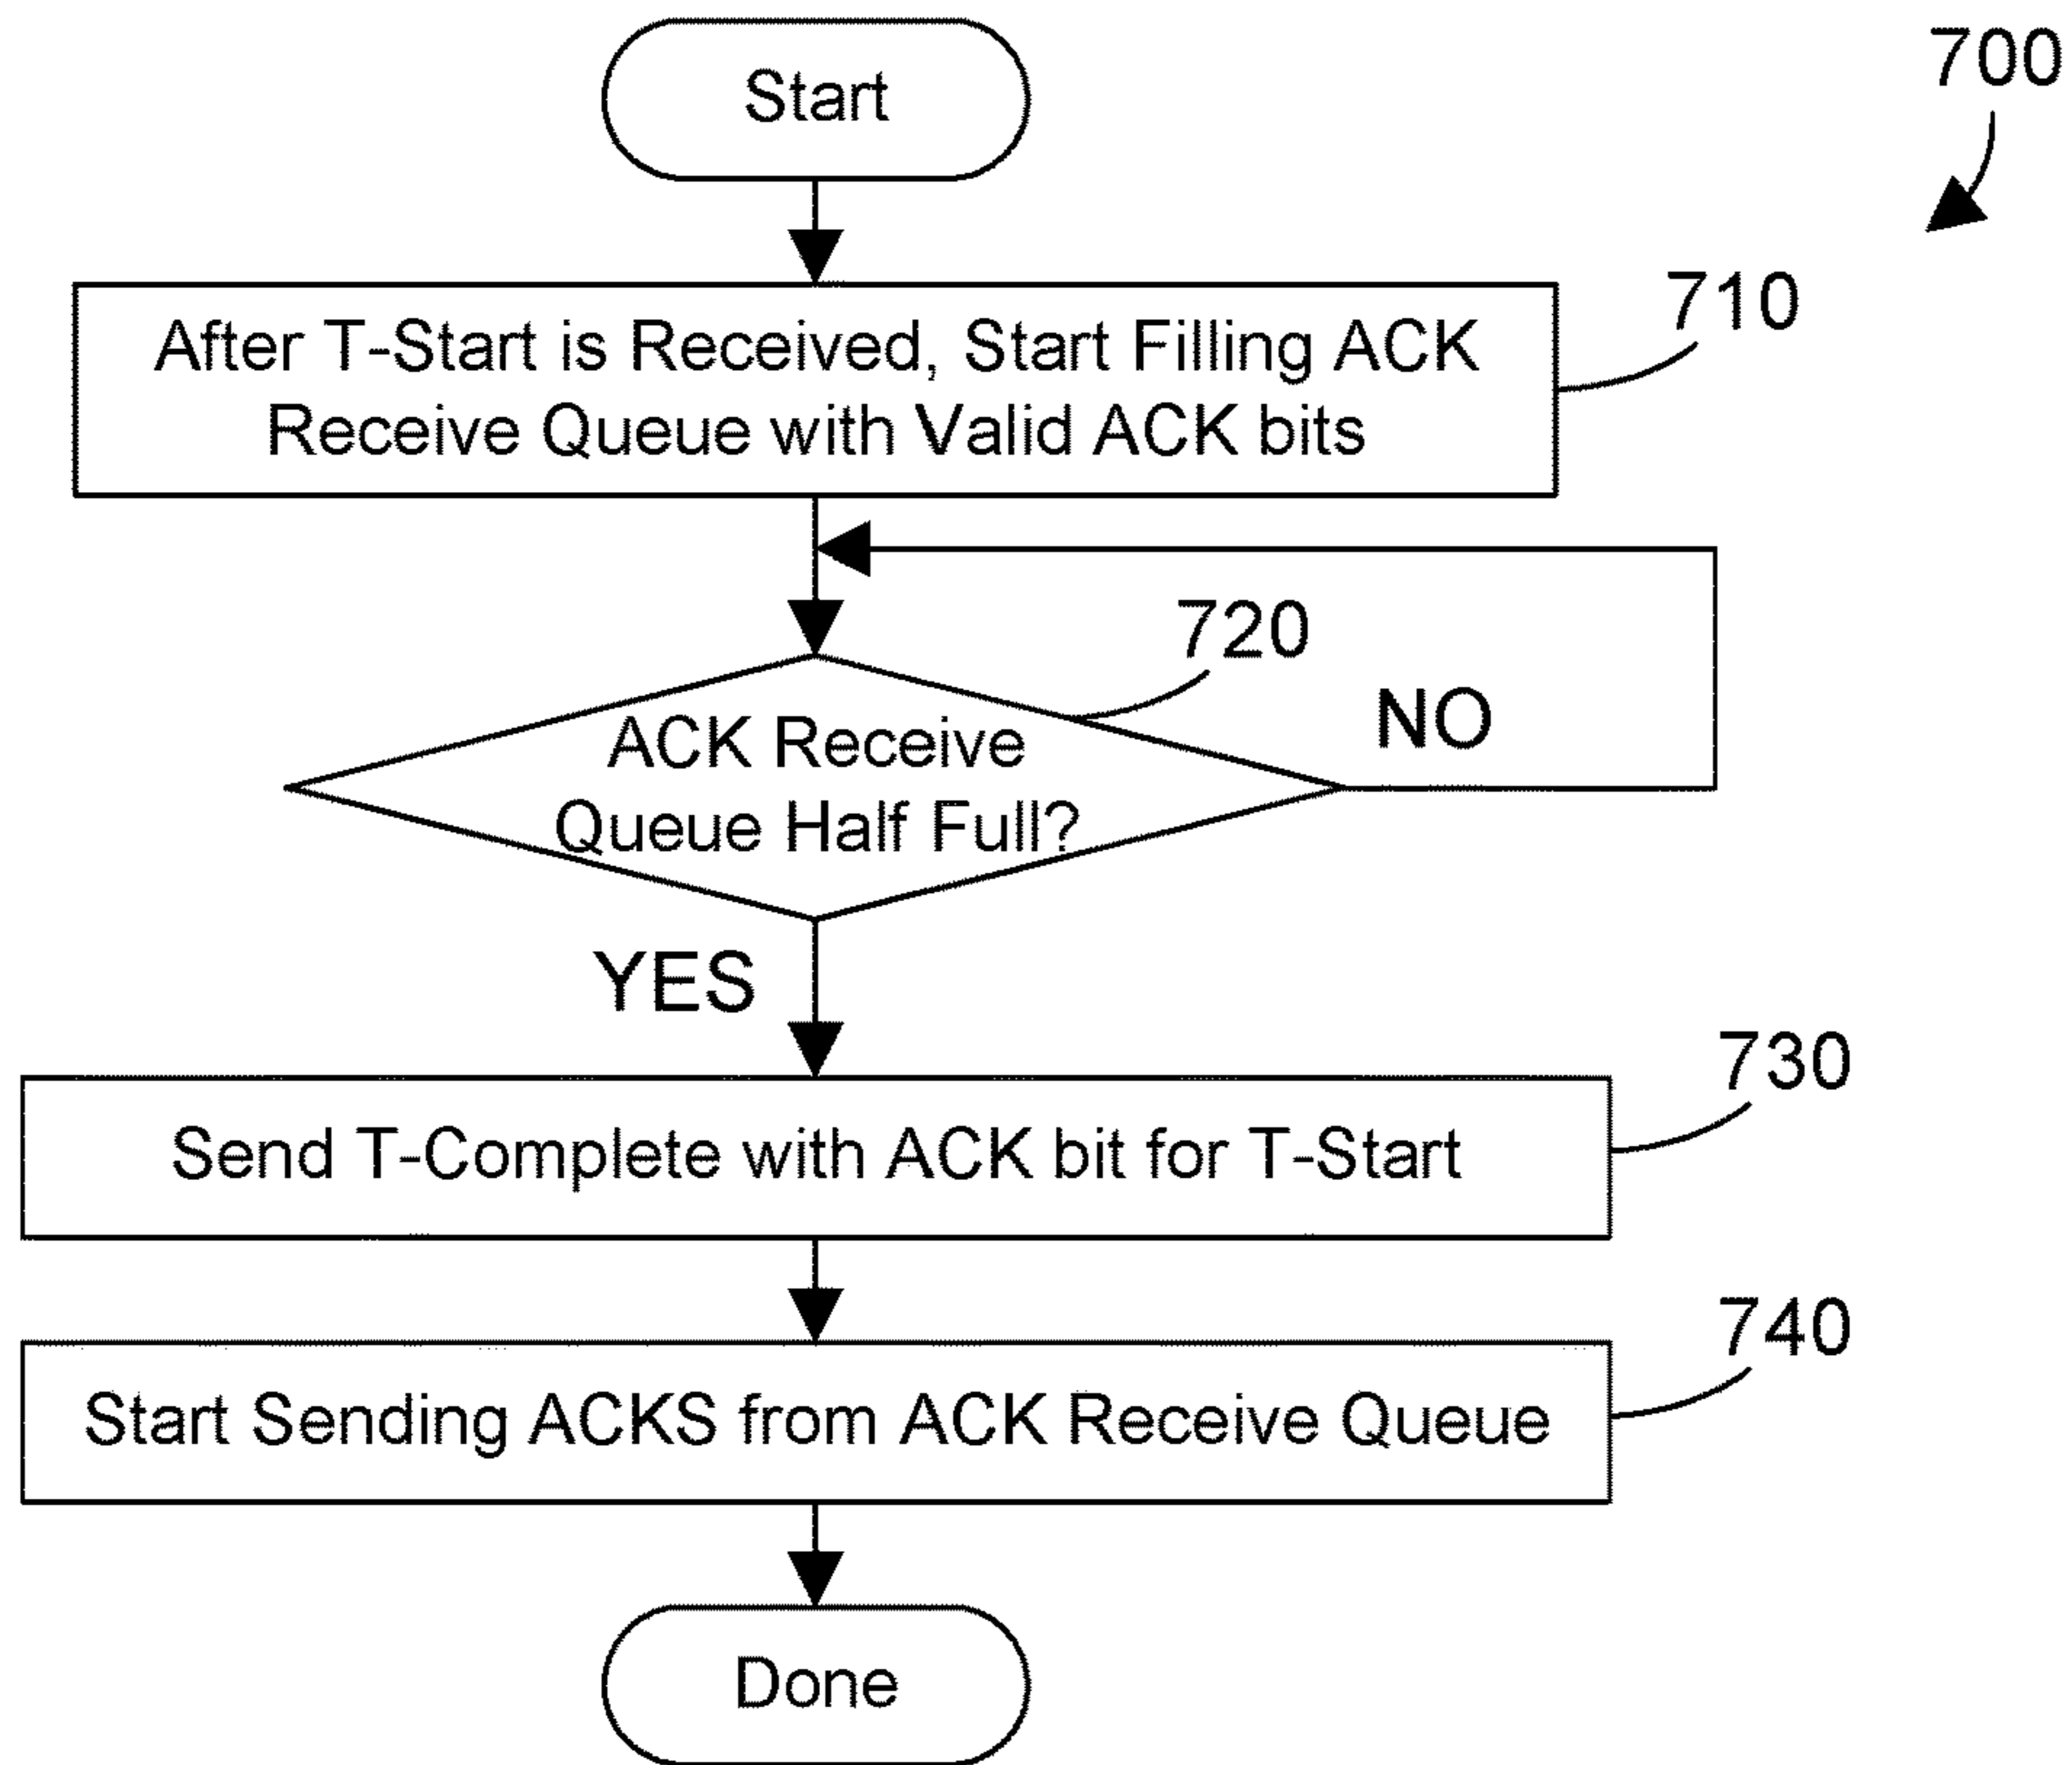 Start
700
After T-Start is Received, Start Filling ACK
Receive Queue with Valid ACK bits
710
720
ACK Receive
Queue Half Full?
NO
YES
730
Send T-Complete with ACK bit for T-Start
740
Start Sending ACKS from ACK Receive Queue
Done